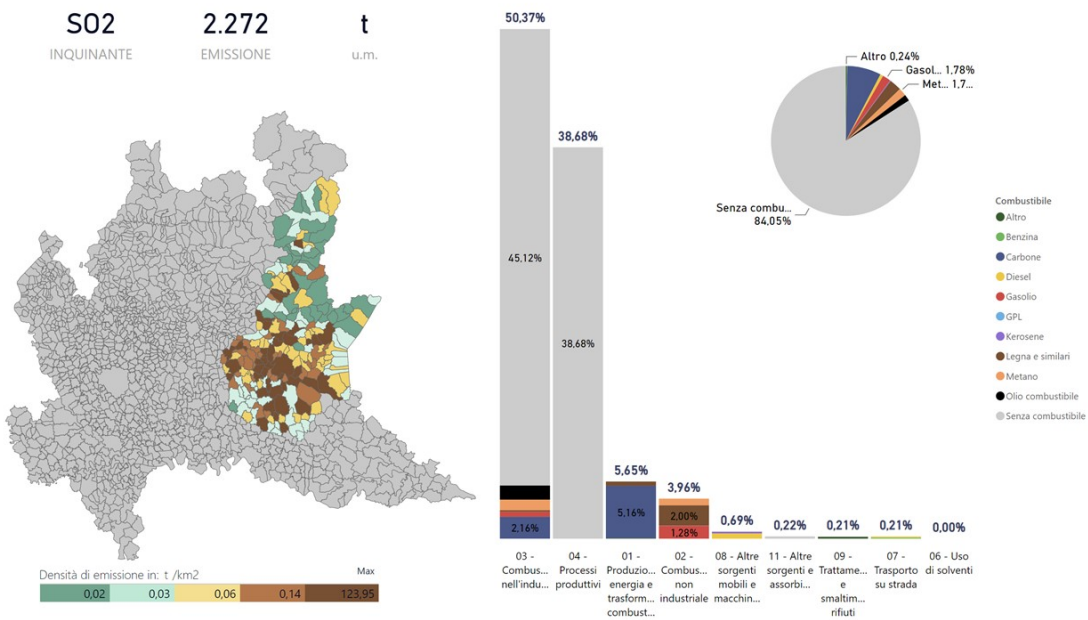 SO2
2.272
t
INQUINANTE
EMISSIONE
u.m.
Densità di emissione in: t /km2
Max
0,02
0,03
0,06
0,14
123,95
50,37%
45,12%
2,16%
38,68%
38,68%
5,65%
5,16%
3,96%
2,00%
1,28%
0,69%
0,22%
0,21%
0,21%
0,00%
03 -
Combus...
nell'indu...
04 -
Processi
produttivi
01 -
Produzio...
energia e
trasform...
combust...
02 -
Combus...
non
industriale
08 - Altre
sorgenti
mobili e
macchin...
11 - Altre
sorgenti e
assorbi...
09 -
Trattame...
e
smaltim...
rifiuti
07 -
Trasporto
su strada
06 - Uso
di solventi
Altro 0,24%
Gasol... 1,78%
Met... 1,7...
Senza combu...
84,05%
Combustibile
Altro
Benzina
Carbone
Diesel
Gasolio
GPL
Kerosene
Legna e similari
Metano
Olio combustibile
Senza combustibile